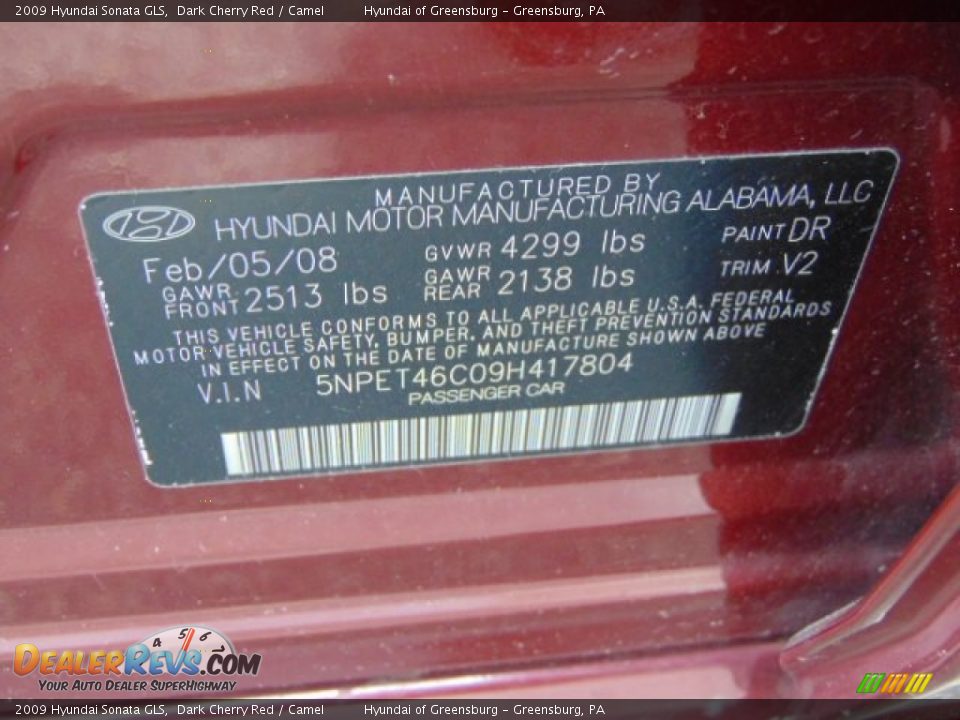 2009 Hyundai Sonata GLS, Dark Cherry Red / Camel Hyundai of Greensburg - Greensburg, PA
MANUFACTURED BY
HYUNDAI MOTOR MANUFACTURING ALABAMA, LLC
Feb/05/08 GVWR 4299 lbs PAINT DR
GAWR FRONT 2513 lbs GAWR REAR 2138 lbs TRIM V2
THIS VEHICLE CONFORMS TO ALL APPLICABLE U.S.A. FEDERAL
MOTOR VEHICLE SAFETY, BUMPER, AND THEFT PREVENTION STANDARDS
IN EFFECT ON THE DATE OF MANUFACTURE SHOWN ABOVE
V.I.N 5NPET46C09H417804
PASSENGER CAR
4 5 6 7
DEALERREVS.COM
YOUR AUTO DEALER SUPERHIGHWAY
2009 Hyundai Sonata GLS, Dark Cherry Red / Camel Hyundai of Greensburg - Greensburg, PA